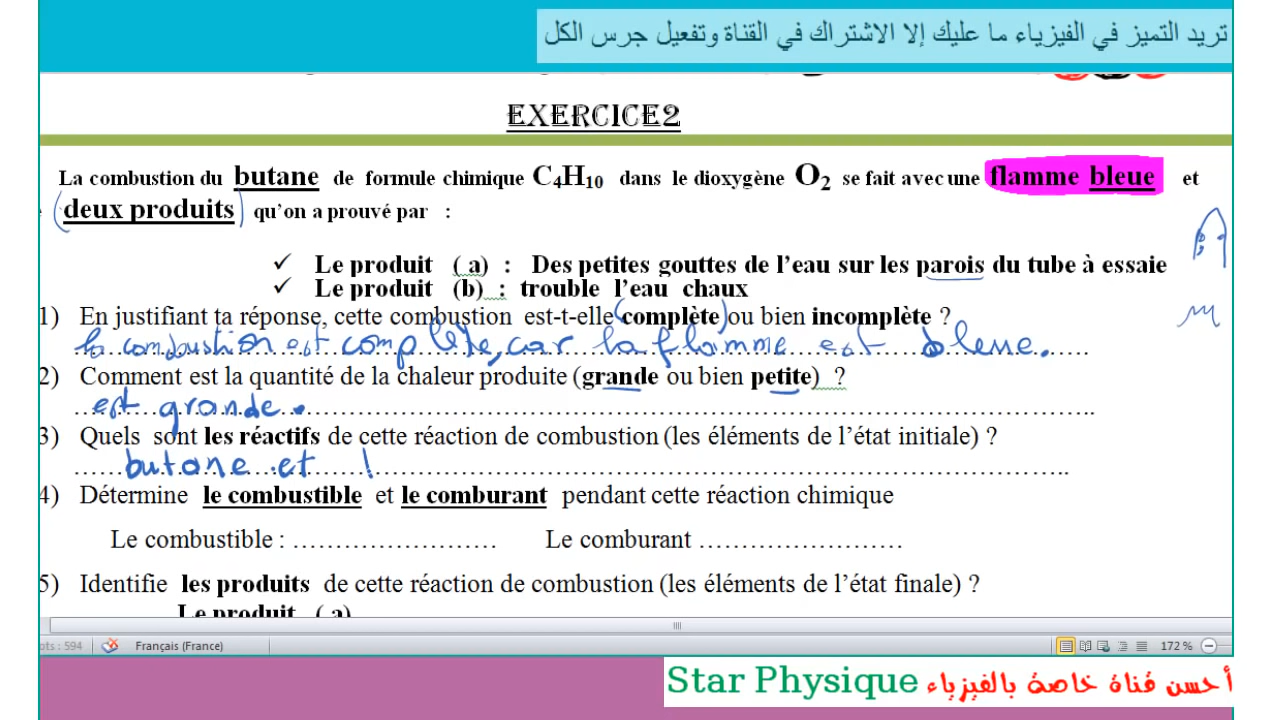 تريد التميز في الفيزياء ما عليك إلا الاشتراك في القناة وتفعيل جرس الكل
EXERCICE2
La combustion du butane de formule chimique C₄H₁₀ dans le dioxygène O₂ se fait avec une flamme bleue et
(deux produits) qu'on a prouvé par :
✓ Le produit ( a) : Des petites gouttes de l'eau sur les parois du tube à essaie
✓ Le produit (b) : trouble l'eau chaux
1) En justifiant ta réponse, cette combustion est-t-elle (complète) ou bien incomplète ?
la combustion est complète, car la flamme est bleue.
2) Comment est la quantité de la chaleur produite (grande ou bien petite) ?
est grande.
3) Quels sont les réactifs de cette réaction de combustion (les éléments de l'état initiale) ?
butane et l
4) Détermine le combustible et le comburant pendant cette réaction chimique
Le combustible : ........................ Le comburant ........................
5) Identifie les produits de cette réaction de combustion (les éléments de l'état finale) ?
Le produit ( a)
ots : 594 Français (France) 172 %
Star Physique أحسن قناة خاصة بالفيزياء